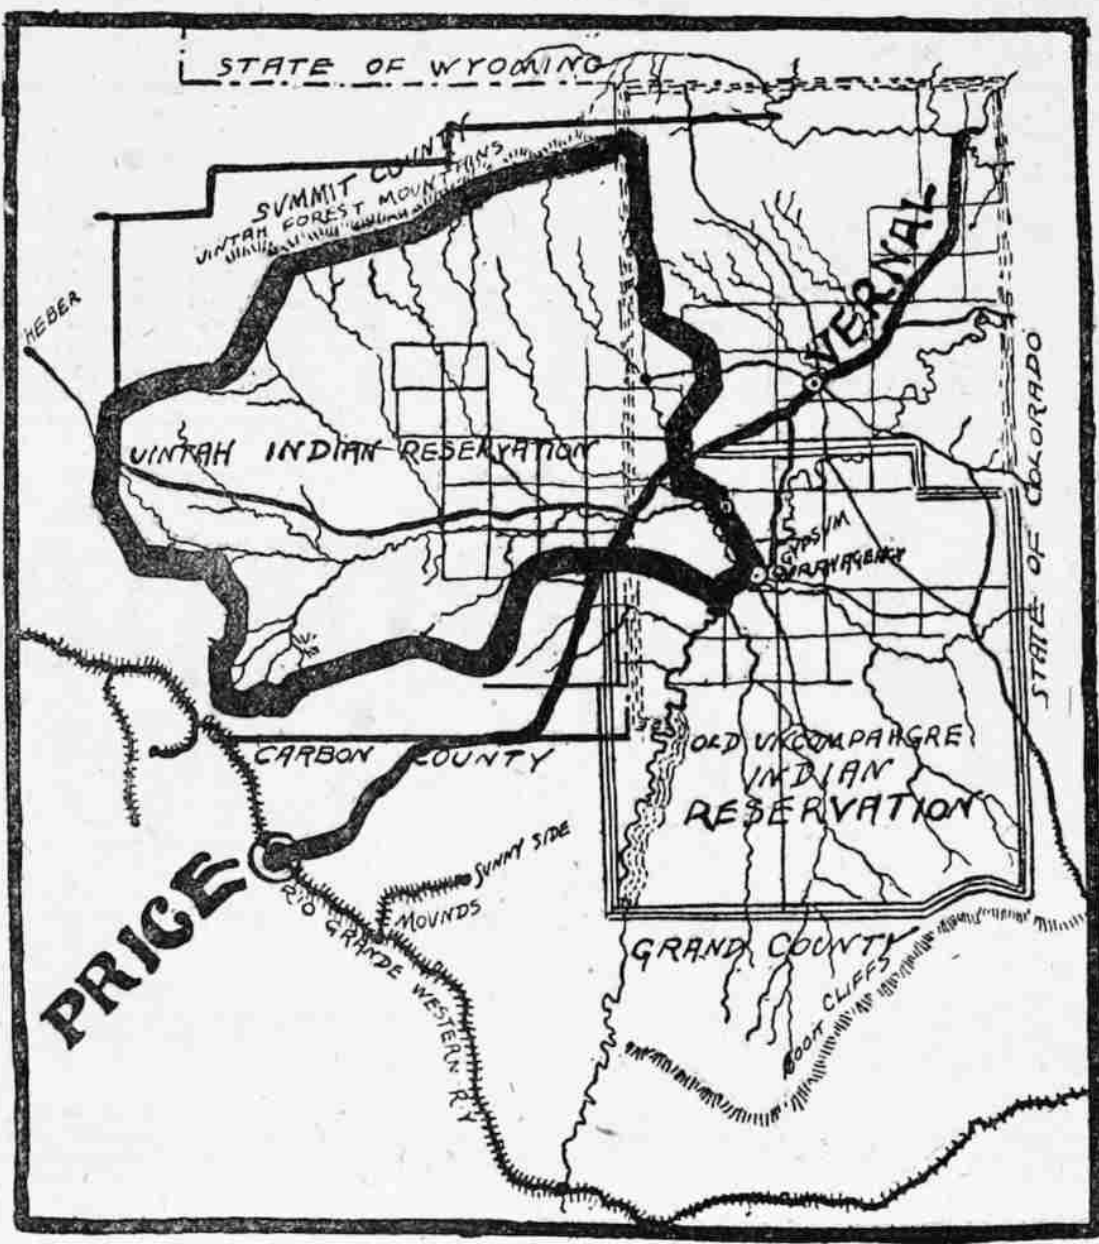 STATE OF WYOMING
SUMMIT COUNTY
UINTAH FOREST MOUNTAINS
HEBER
VERNAL
UINTAH INDIAN RESERVATION
STATE OF COLORADO
GYPSUM
OLD UNCOMPAHGRE
INDIAN
RESERVATION
CARBON COUNTY
SUNNY SIDE
MOUNDS
PRICE
RIO GRANDE WESTERN RY
GRAND COUNTY
BOOK CLIFFS